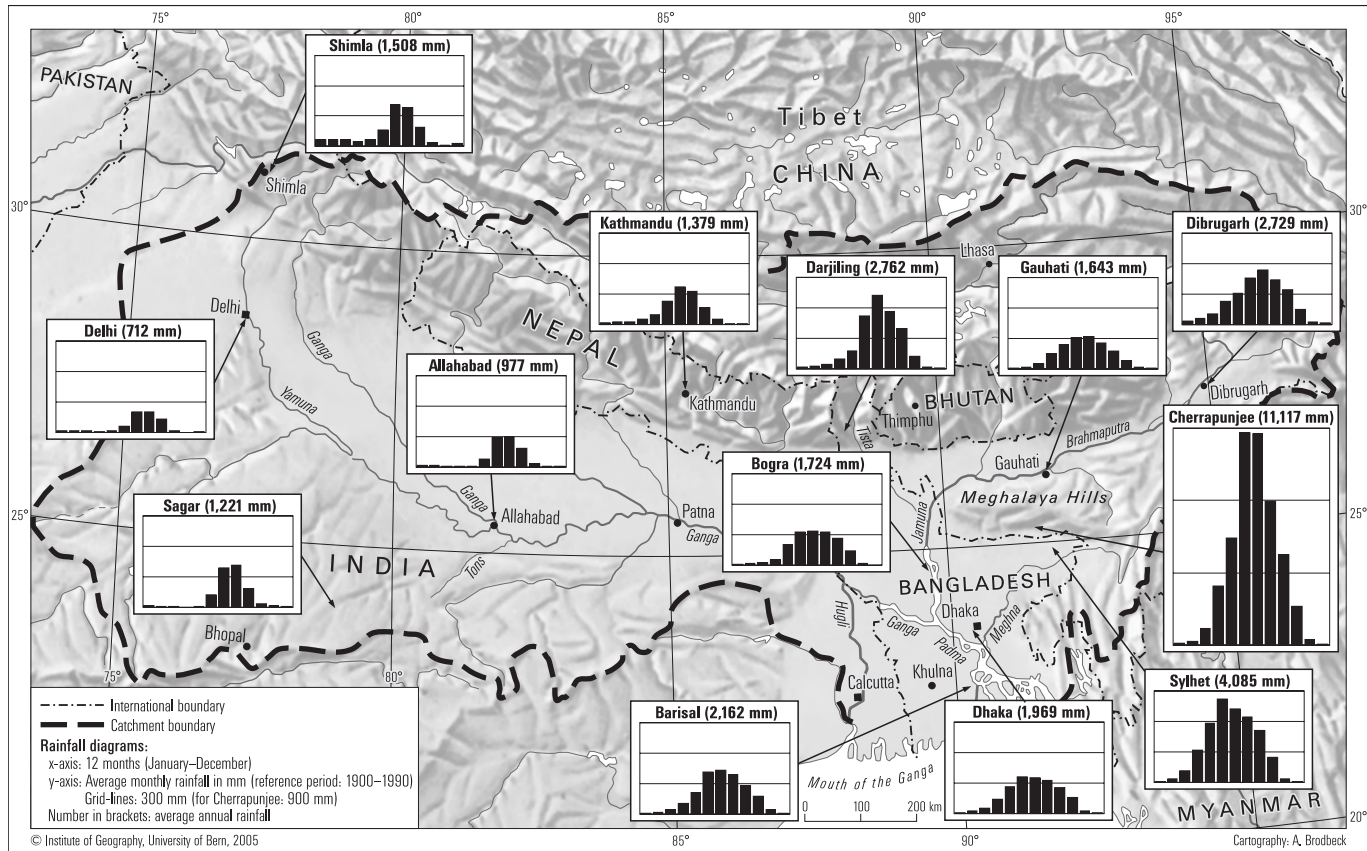 75°
80°
85°
90°
95°
Shimla (1,508 mm)
PAKISTAN
Tibet
CHINA
Shimla
30°
30°
Kathmandu (1,379 mm)
Dibrugarh (2,729 mm)
Lhasa
Darjiling (2,762 mm)
Gauhati (1,643 mm)
Delhi
Delhi (712 mm)
NEPAL
Ganga
Allahabad (977 mm)
Yamuna
Kathmandu
BHUTAN
Thimphu
Dibrugarh
Cherrapunjee (11,117 mm)
Tista
Brahmaputra
Bogra (1,724 mm)
Gauhati
Meghalaya Hills
Sagar (1,221 mm)
Ganga
Allahabad
Patna
Ganga
Jamuna
25°
25°
INDIA
Tons
BANGLADESH
Hugli
Dhaka
Ganga
Meghna
Padma
Bhopal
Khulna
75°
80°
Calcutta
Sylhet (4,085 mm)
Barisal (2,162 mm)
Dhaka (1,969 mm)
International boundary
Catchment boundary
Rainfall diagrams:
x-axis: 12 months (January–December)
y-axis: Average monthly rainfall in mm (reference period: 1900–1990)
Grid-lines: 300 mm (for Cherrapunjee: 900 mm)
Number in brackets: average annual rainfall
Mouth of the Ganga
0 100 200 km
MYANMAR
20°
© Institute of Geography, University of Bern, 2005
85°
90°
Cartography: A. Brodbeck